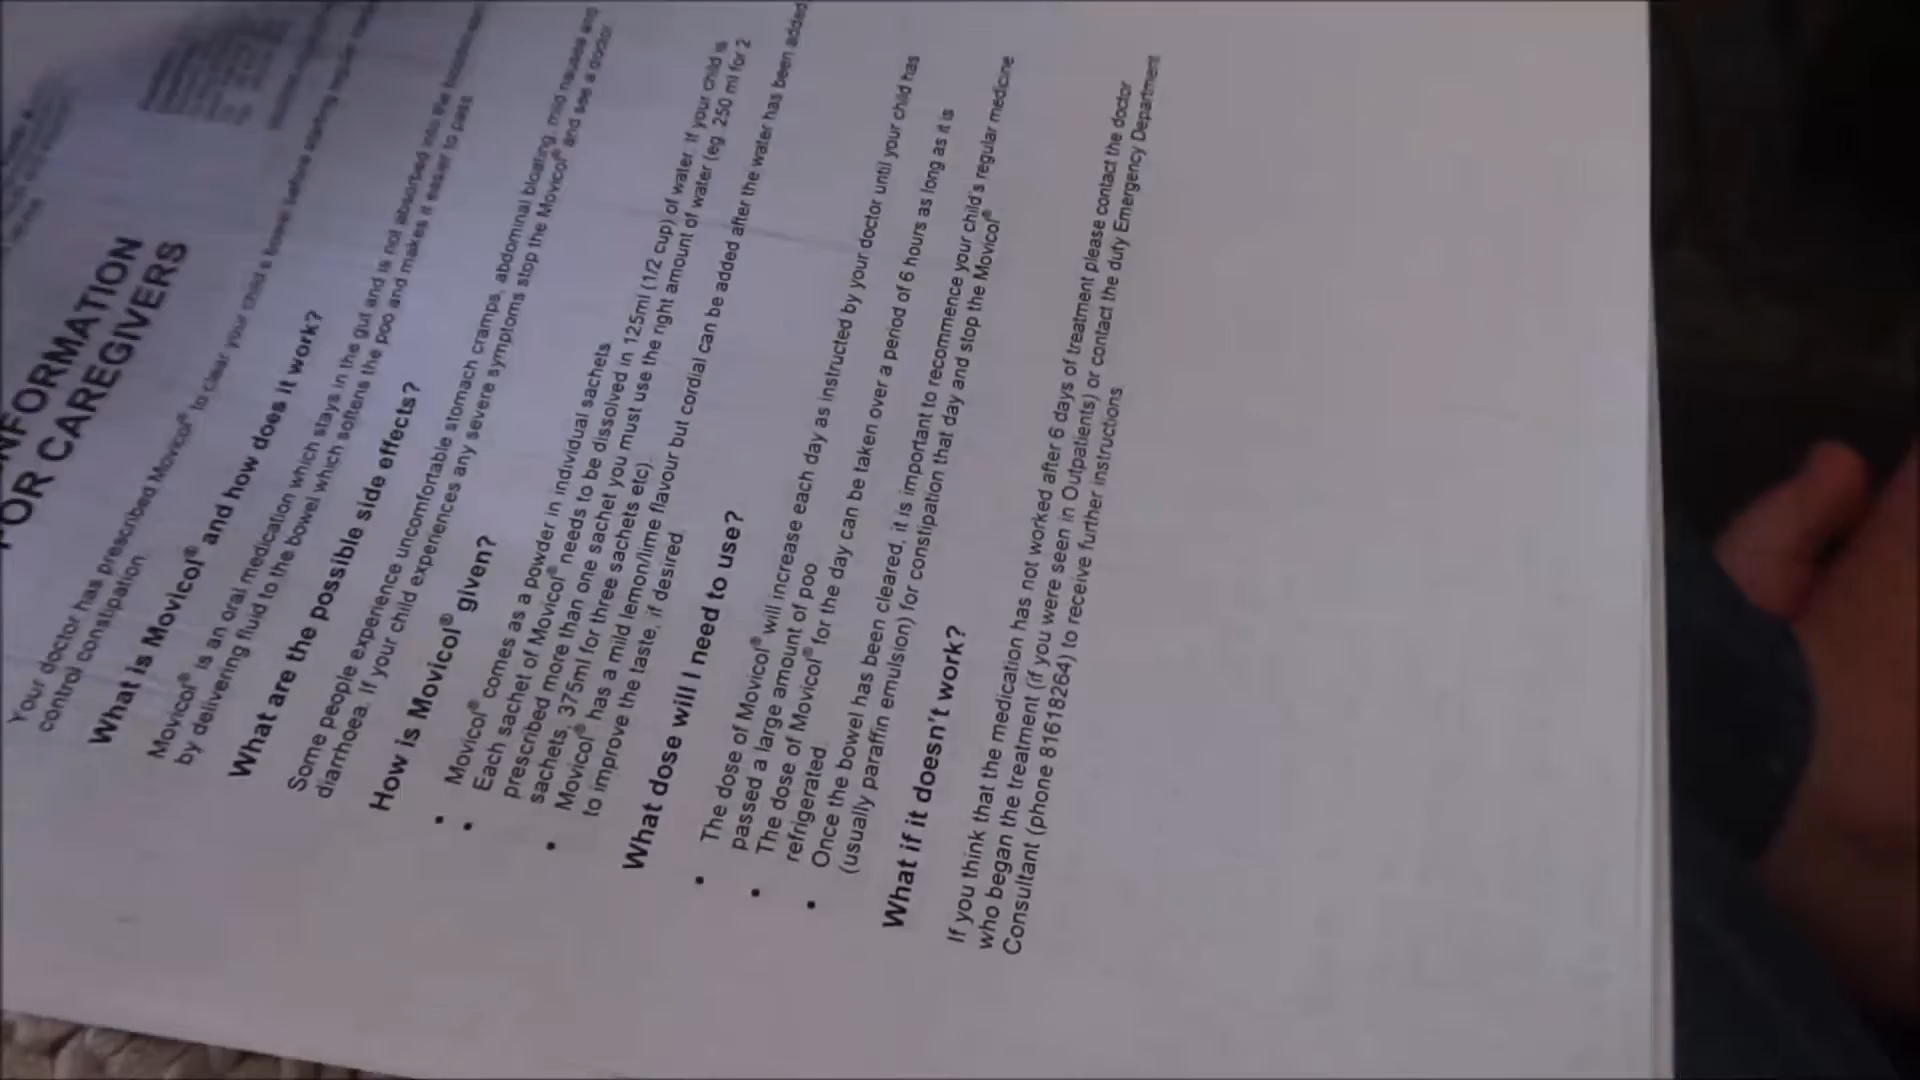 INFORMATION
FOR CAREGIVERS
Your doctor has prescribed Movicol® to clear your child's bowel before starting regular
control constipation
What is Movicol® and how does it work?
Movicol® is an oral medication which stays in the gut and is not absorbed into the
by delivering fluid to the bowel which softens the poo and makes it easier to pass
What are the possible side effects?
Some people experience uncomfortable stomach cramps, abdominal bloating, mild nausea and
diarrhoea. If your child experiences any severe symptoms stop the Movicol® and see a doctor
How is Movicol® given?
• Movicol® comes as a powder in individual sachets
• Each sachet of Movicol® needs to be dissolved in 125ml (1/2 cup) of water. If your child is
prescribed more than one sachet you must use the right amount of water (eg. 250 ml for 2
sachets, 375ml for three sachets etc)
• Movicol® has a mild lemon/lime flavour but cordial can be added after the water has been added
to improve the taste, if desired
What dose will I need to use?
• The dose of Movicol® will increase each day as instructed by your doctor until your child has
passed a large amount of poo
• The dose of Movicol® for the day can be taken over a period of 6 hours as long as it is
refrigerated
• Once the bowel has been cleared, it is important to recommence your child's regular medicine
(usually paraffin emulsion) for constipation that day and stop the Movicol®
What if it doesn't work?
If you think that the medication has not worked after 6 days of treatment please contact the doctor
who began the treatment (if you were seen in Outpatients) or contact the duty Emergency Department
Consultant (phone 81618264) to receive further instructions